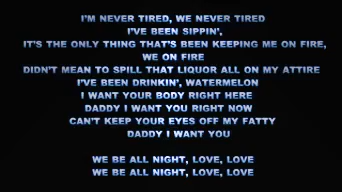 I'M NEVER TIRED, WE NEVER TIRED
I'VE BEEN SIPPIN',
IT'S THE ONLY THING THAT'S BEEN KEEPING ME ON FIRE,
WE ON FIRE
DIDN'T MEAN TO SPILL THAT LIQUOR ALL ON MY ATTIRE
I'VE BEEN DRINKIN', WATERMELON
I WANT YOUR BODY RIGHT HERE
DADDY I WANT YOU RIGHT NOW
CAN'T KEEP YOUR EYES OFF MY FATTY
DADDY I WANT YOU

WE BE ALL NIGHT, LOVE, LOVE
WE BE ALL NIGHT, LOVE, LOVE